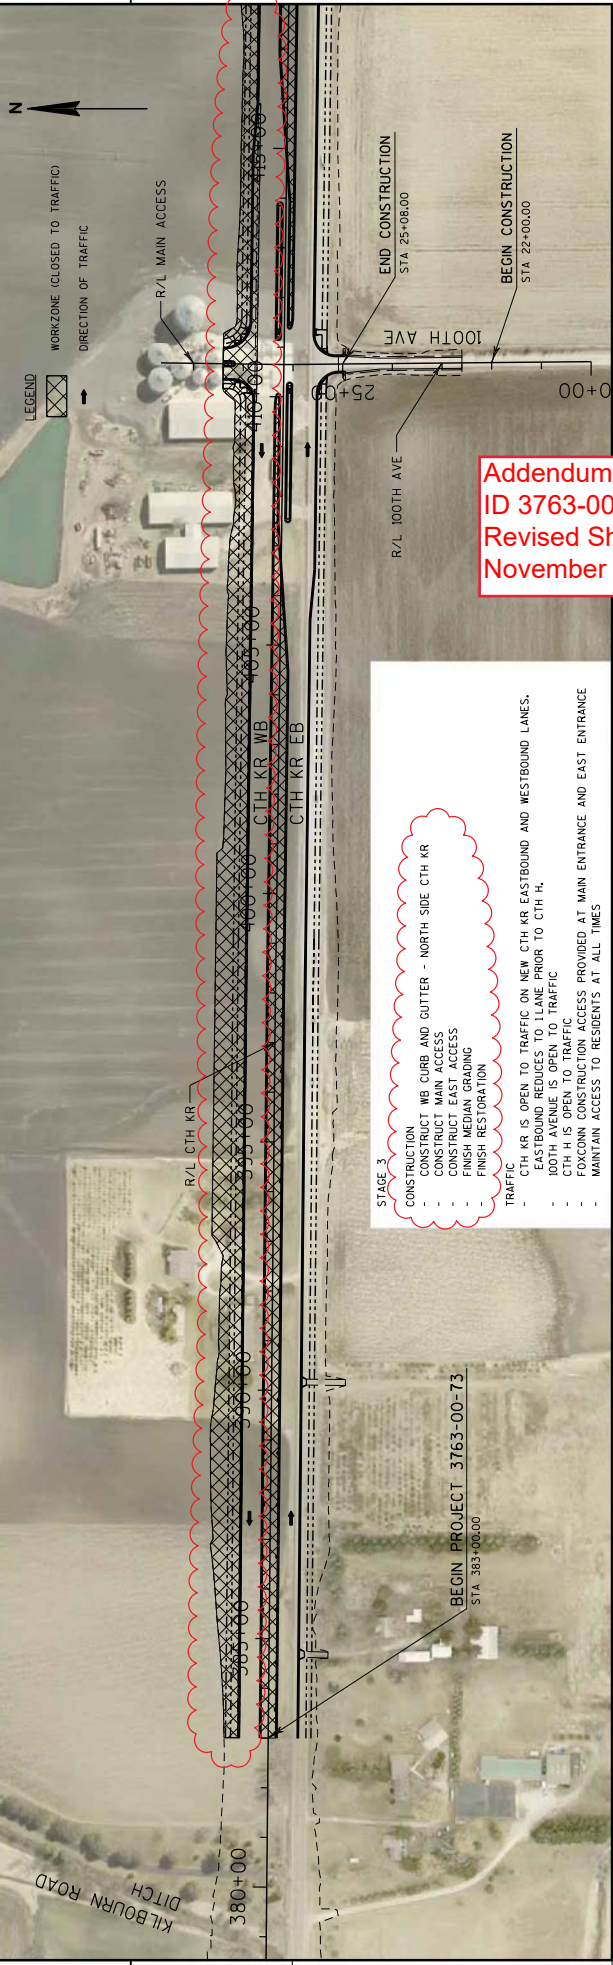 N
LEGEND
WORKZONE (CLOSED TO TRAFFIC)
DIRECTION OF TRAFFIC
R/L MAIN ACCESS
415+00
END CONSTRUCTION
STA 25+08.00
BEGIN CONSTRUCTION
STA 22+00.00
100TH AVE
410+00
25+00
0+00
R/L 100TH AVE
Addendum
ID 3763-00
Revised Sh
November
405+00
CTH KR WB
CTH KR EB
400+00
R/L CTH KR
395+00
390+00
385+00
BEGIN PROJECT 3763-00-73
STA 383+00.00
380+00
KILBOURN ROAD
DITCH
STAGE 3
CONSTRUCTION
- CONSTRUCT WB CURB AND GUTTER - NORTH SIDE CTH KR
- CONSTRUCT MAIN ACCESS
- CONSTRUCT EAST ACCESS
- FINISH MEDIAN GRADING
- FINISH RESTORATION
TRAFFIC
- CTH KR IS OPEN TO TRAFFIC ON NEW CTH KR EASTBOUND AND WESTBOUND LANES.
EASTBOUND REDUCES TO 1 LANE PRIOR TO CTH H.
- 100TH AVENUE IS OPEN TO TRAFFIC
- CTH H IS OPEN TO TRAFFIC
- FOXCONN CONSTRUCTION ACCESS PROVIDED AT MAIN ENTRANCE AND EAST ENTRANCE
- MAINTAIN ACCESS TO RESIDENTS AT ALL TIMES